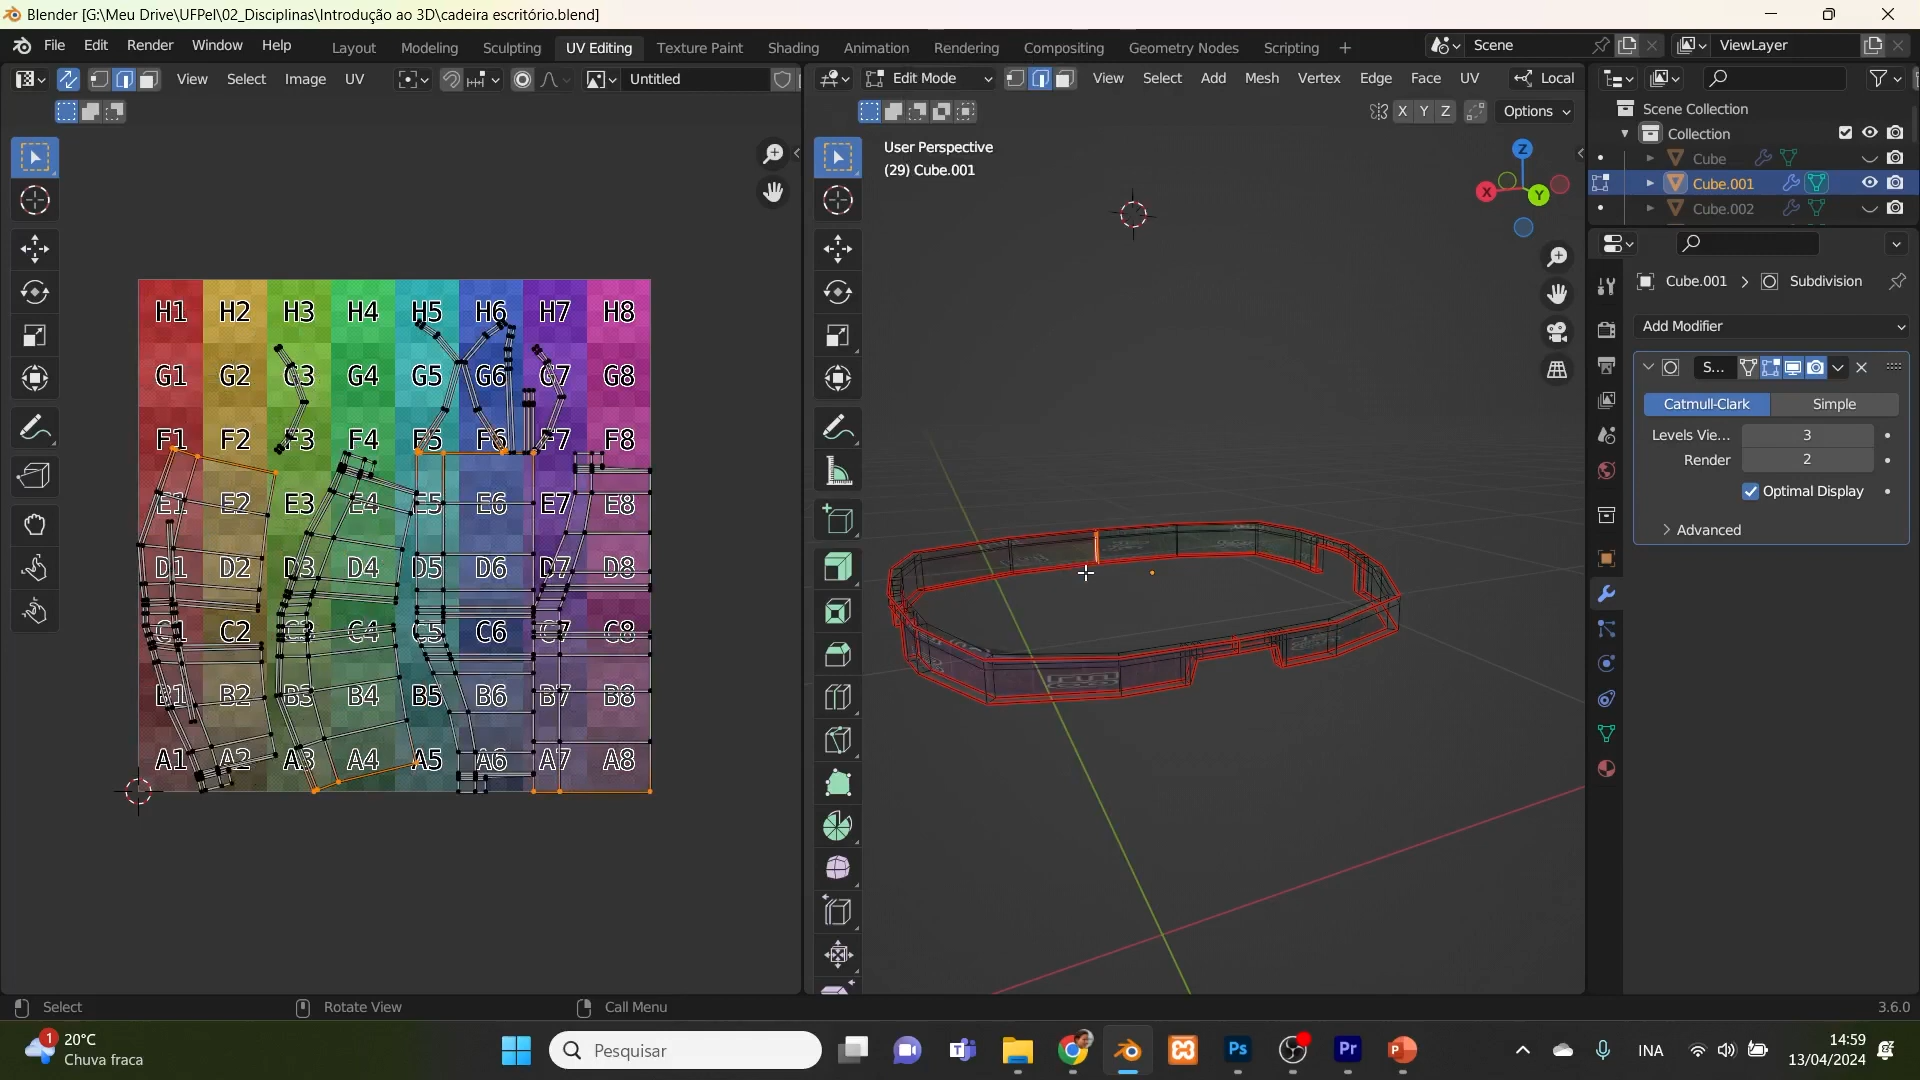 Blender [G:\Meu Drive\UFPel\02_Disciplinas\Introdução ao 3D\cadeira escritório.blend]
File Edit Render Window Help Layout Modeling Sculpting UV Editing Texture Paint Shading Animation Rendering Compositing Geometry Nodes Scripting + Scene ViewLayer
View Select Image UV Untitled Edit Mode View Select Add Mesh Vertex Edge Face UV Local
X Y Z Options
Scene Collection
Collection
Cube
Cube.001
Cube.002
User Perspective
(29) Cube.001
Z
X
Y
Cube.001 > Subdivision
Add Modifier
S...
Catmull-Clark Simple
Levels Vie... 3
Render 2
Optimal Display
Advanced
H1 H2 H3 H4 H5 H6 H7 H8
G1 G2 G3 G4 G5 G6 G7 G8
F1 F2 F3 F4 F5 F6 F7 F8
E1 E2 E3 E4 E5 E6 E7 E8
D1 D2 D3 D4 D5 D6 D7 D8
C1 C2 C3 C4 C5 C6 C7 C8
B1 B2 B3 B4 B5 B6 B7 B8
A1 A2 A3 A4 A5 A6 A7 A8
Select Rotate View Call Menu 3.6.0
1
20°C
Chuva fraca
Pesquisar
Ps
Pr
INA
14:59
13/04/2024